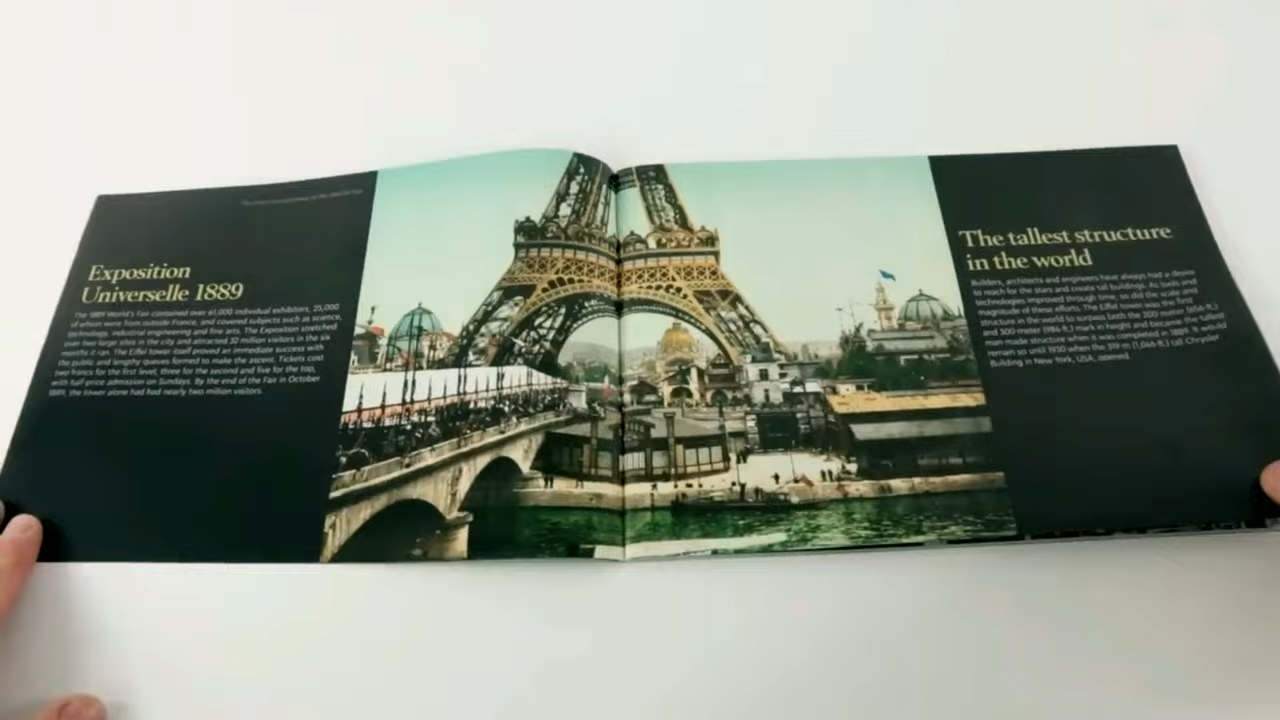 Exposition
Universelle 1889
The 1889 World's Fair contained over 61,000 individual exhibitors, 25,000
of whom were from outside France, and covered subjects such as science,
technology, industrial engineering and fine arts. The Exposition stretched
over two large sites in the city and attracted 32 million visitors in the six
months it ran. The Eiffel tower itself proved an immediate success with
the public and lengthy queues formed to make the ascent. Tickets cost
two francs for the first level, three for the second and five for the top,
with half price admission on Sundays. By the end of the Fair in October
1889, the tower alone had had nearly two million visitors.
The tallest structure
in the world
Builders, architects and engineers have always had a desire
to reach for the stars and create tall buildings. As tools and
technologies improved through time, so did the scale and
magnitude of these efforts. The Eiffel tower was the first
structure in the world to surpass both the 200 meter (656 ft.)
and 300 meter (984 ft.) mark in height and became the tallest
man made structure when it was completed in 1889. It would
remain so until 1930 when the 319 m (1,046 ft.) tall Chrysler
Building in New York, USA, opened.